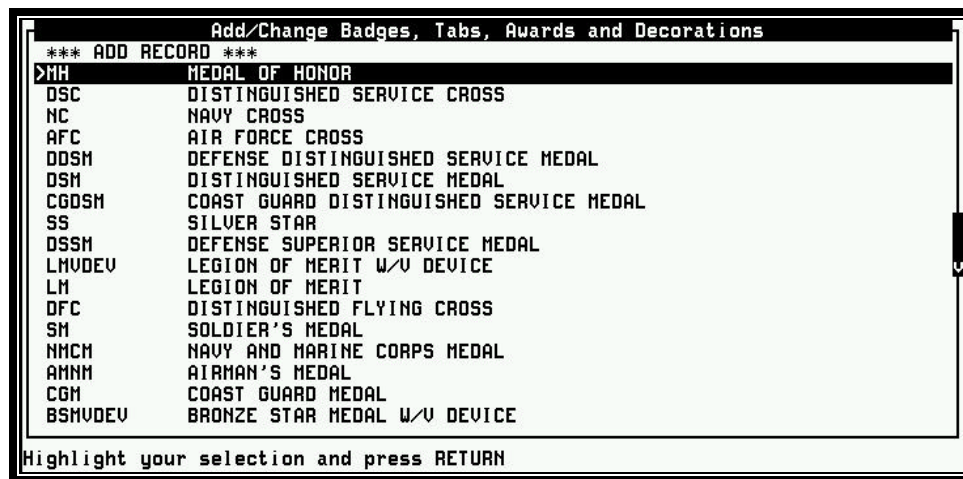 Add/Change Badges, Tabs, Awards and Decorations
*** ADD RECORD ***
>MH MEDAL OF HONOR
DSC DISTINGUISHED SERVICE CROSS
NC NAVY CROSS
AFC AIR FORCE CROSS
DDSM DEFENSE DISTINGUISHED SERVICE MEDAL
DSM DISTINGUISHED SERVICE MEDAL
CGDSM COAST GUARD DISTINGUISHED SERVICE MEDAL
SS SILVER STAR
DSSM DEFENSE SUPERIOR SERVICE MEDAL
LMVDEV LEGION OF MERIT W/V DEVICE
LM LEGION OF MERIT
DFC DISTINGUISHED FLYING CROSS
SM SOLDIER'S MEDAL
NMCM NAVY AND MARINE CORPS MEDAL
AMNM AIRMAN'S MEDAL
CGM COAST GUARD MEDAL
BSMVDEV BRONZE STAR MEDAL W/V DEVICE
Highlight your selection and press RETURN